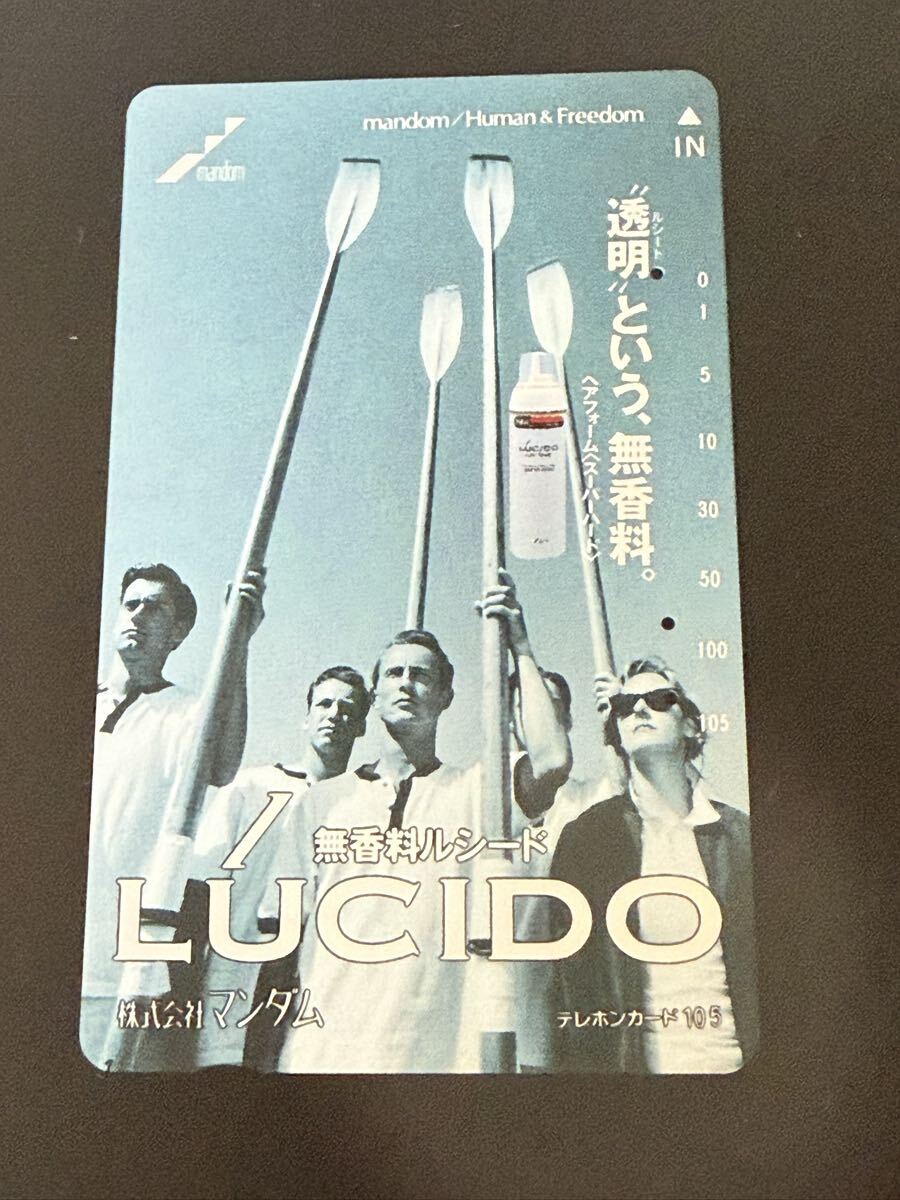 mandom
mandom/Human & Freedom
IN
"透明"という、無香料。
ルシード
ヘアフォーム〈スーパーハード〉
0
1
5
10
30
50
100
105
LÚCIDO
無香料ルシード
LÚCIDO
株式会社マンダム
テレホンカード105